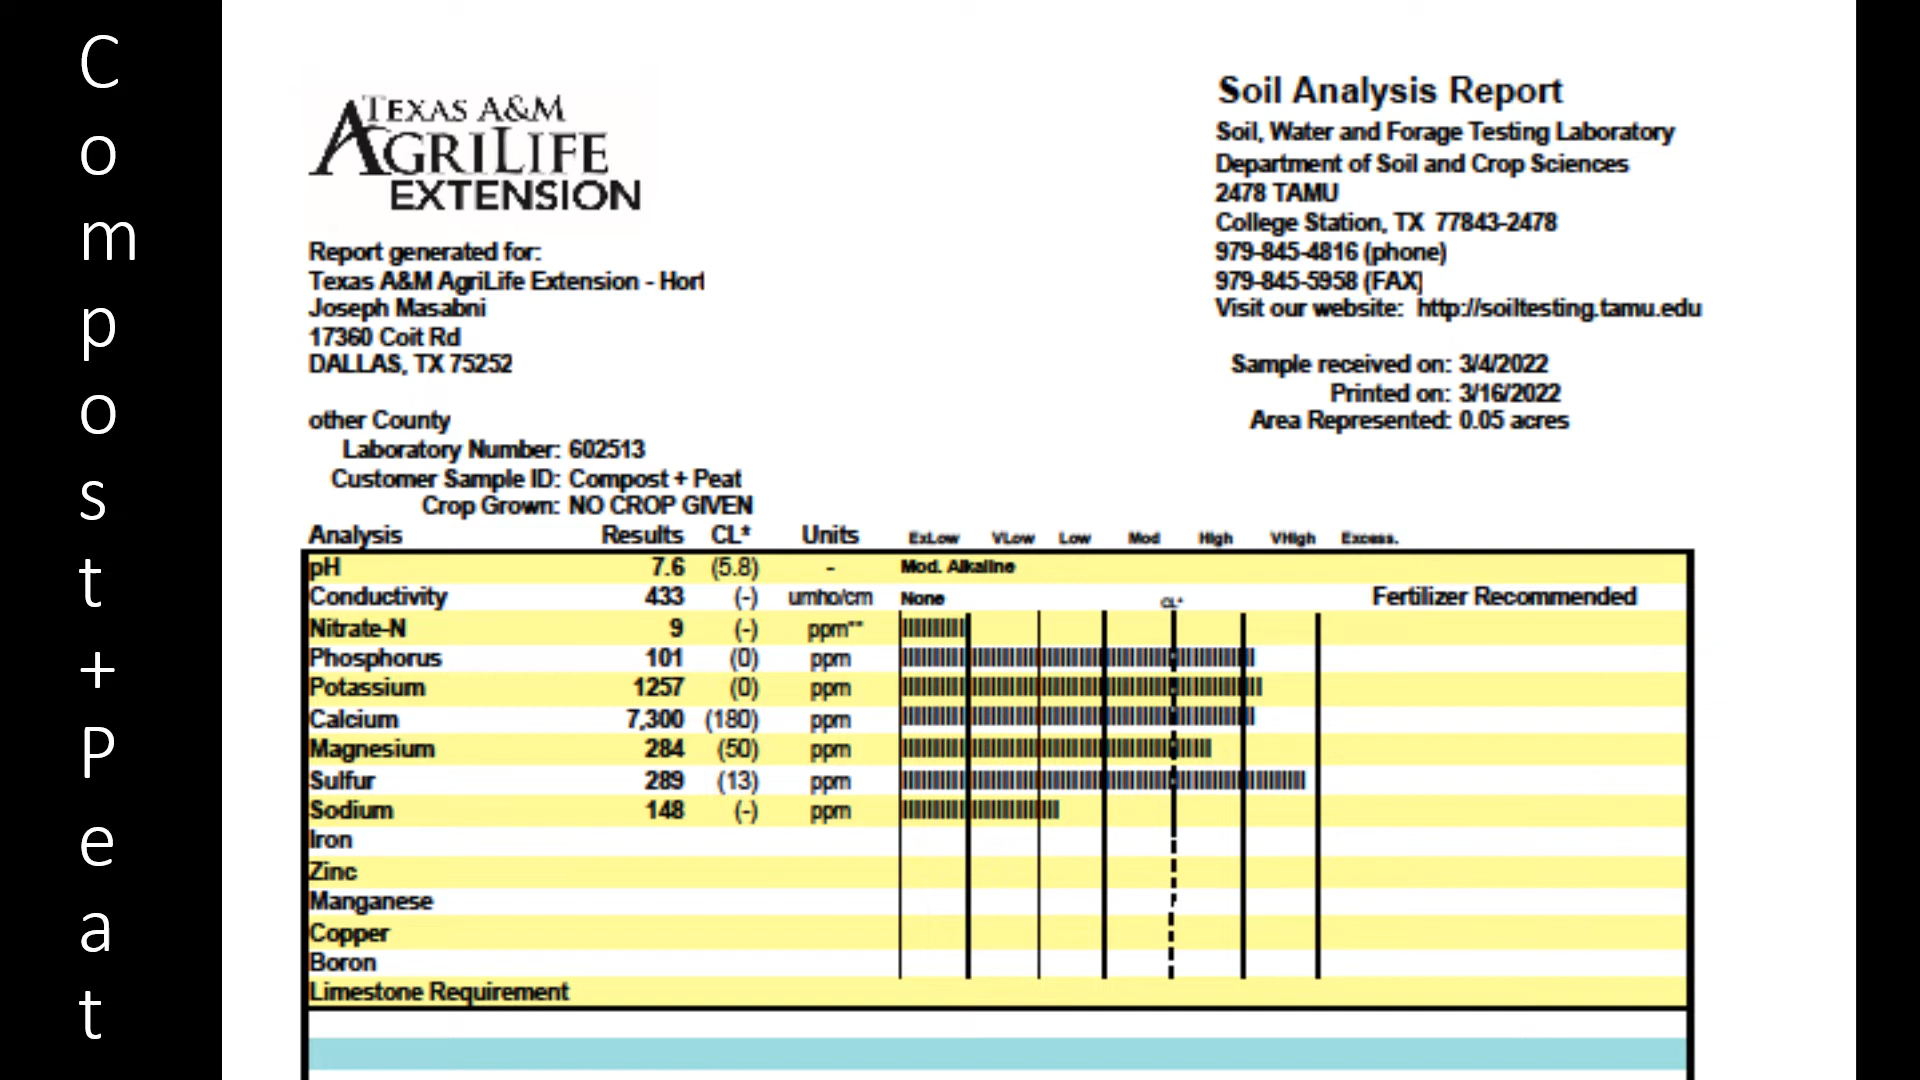 Compost + Peat
TEXAS A&M
AGRILIFE
EXTENSION
Report generated for:
Texas A&M AgriLife Extension - Hort
Joseph Masabni
17360 Coit Rd
DALLAS, TX 75252
Soil Analysis Report
Soil, Water and Forage Testing Laboratory
Department of Soil and Crop Sciences
2478 TAMU
College Station, TX 77843-2478
979-845-4816 (phone)
979-845-5958 (FAX)
Visit our website: http://soiltesting.tamu.edu
Sample received on: 3/4/2022
Printed on: 3/16/2022
Area Represented: 0.05 acres
other County
Laboratory Number: 602513
Customer Sample ID: Compost + Peat
Crop Grown: NO CROP GIVEN
Analysis Results CL* Units ExLow VLow Low Mod High VHigh Excess.
pH 7.6 (5.8) - Mod. Alkaline
Conductivity 433 (-) umho/cm None CL* Fertilizer Recommended
Nitrate-N 9 (-) ppm**
Phosphorus 101 (0) ppm
Potassium 1257 (0) ppm
Calcium 7,300 (180) ppm
Magnesium 284 (50) ppm
Sulfur 289 (13) ppm
Sodium 148 (-) ppm
Iron
Zinc
Manganese
Copper
Boron
Limestone Requirement